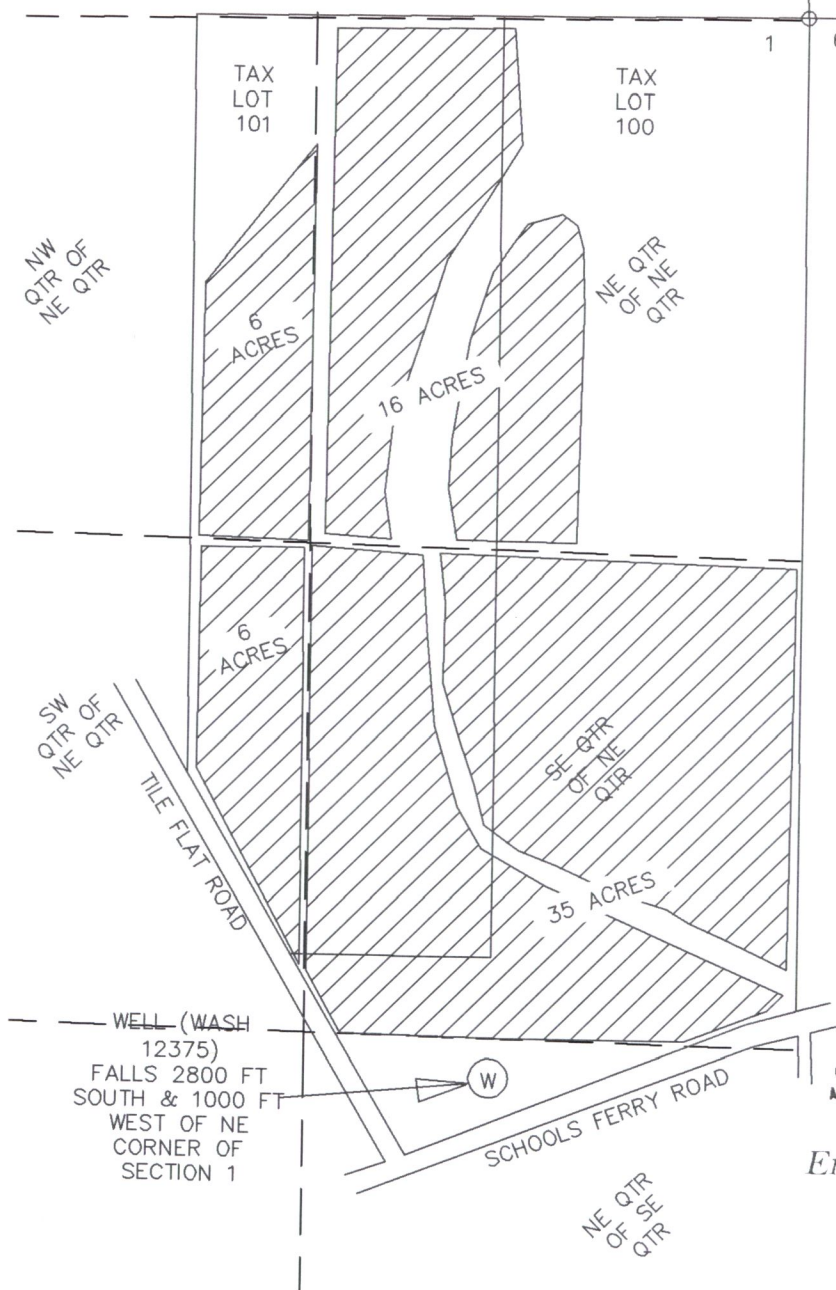 1
TAX
LOT
101
TAX
LOT
100
NW
QTR OF
NE QTR
NE QTR
OF NE
QTR
6
ACRES
16 ACRES
6
ACRES
SW
QTR OF
NE QTR
SE QTR
OF NE
QTR
TILE FLAT ROAD
35 ACRES
WELL (WASH
12375)
FALLS 2800 FT
SOUTH & 1000 FT
WEST OF NE
CORNER OF
SECTION 1
W
SCHOOLS FERRY ROAD
NE QTR
OF SE
QTR